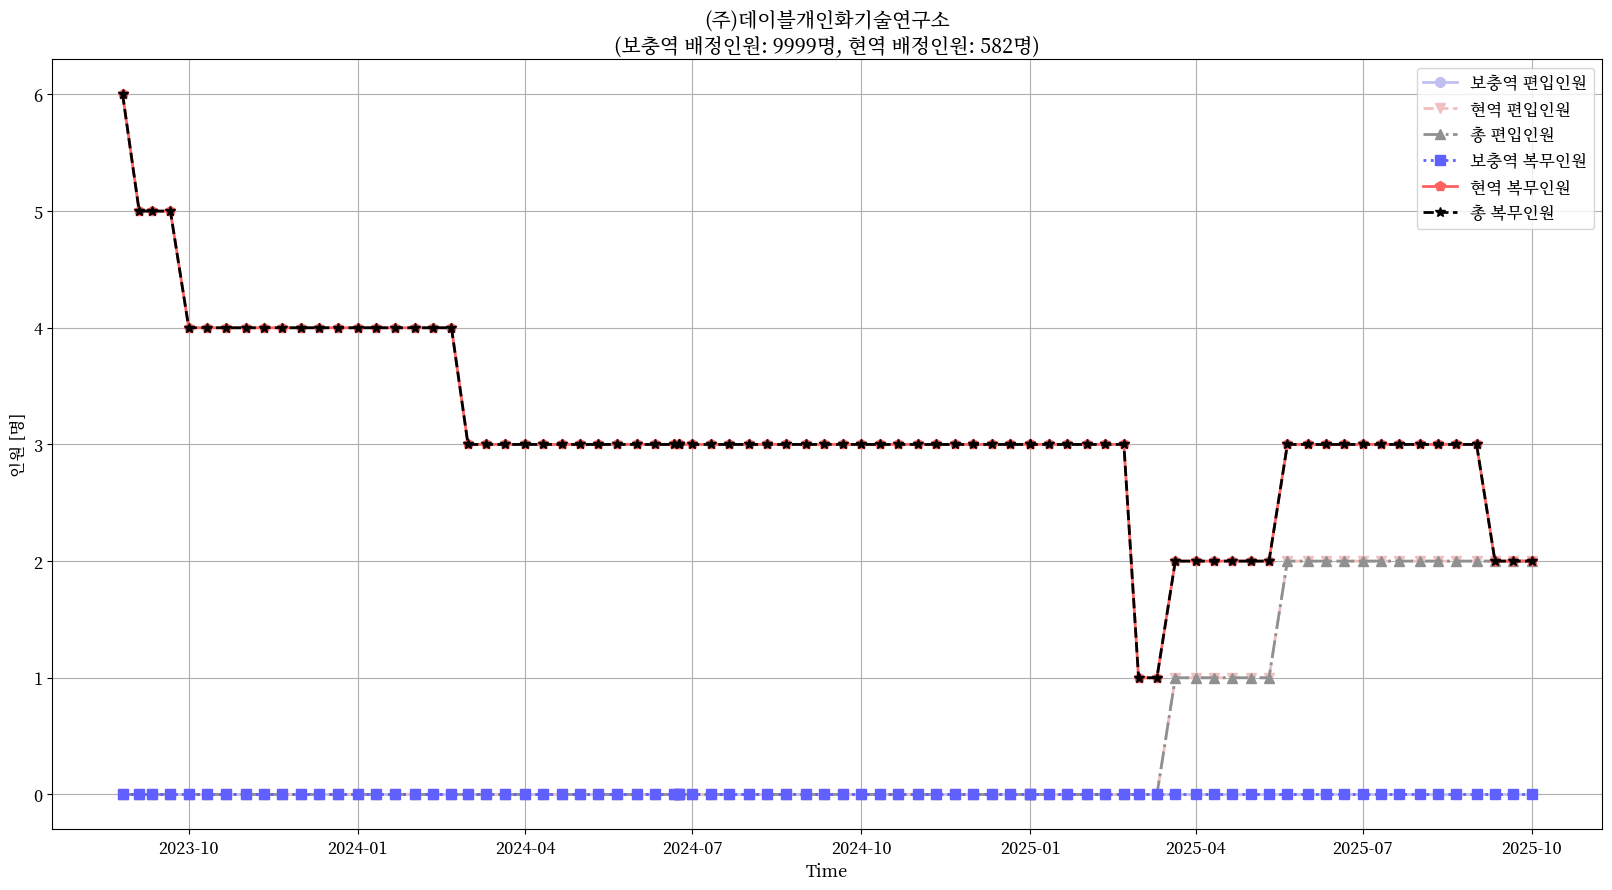 (주)데이블개인화기술연구소
(보충역 배정인원: 9999명, 현역 배정인원: 582명)
보충역 편입인원
현역 편입인원
총 편입인원
보충역 복무인원
현역 복무인원
총 복무인원
인원 [명]
6
5
4
3
2
1
0
2023-10
2024-01
2024-04
2024-07
2024-10
2025-01
2025-04
2025-07
2025-10
Time